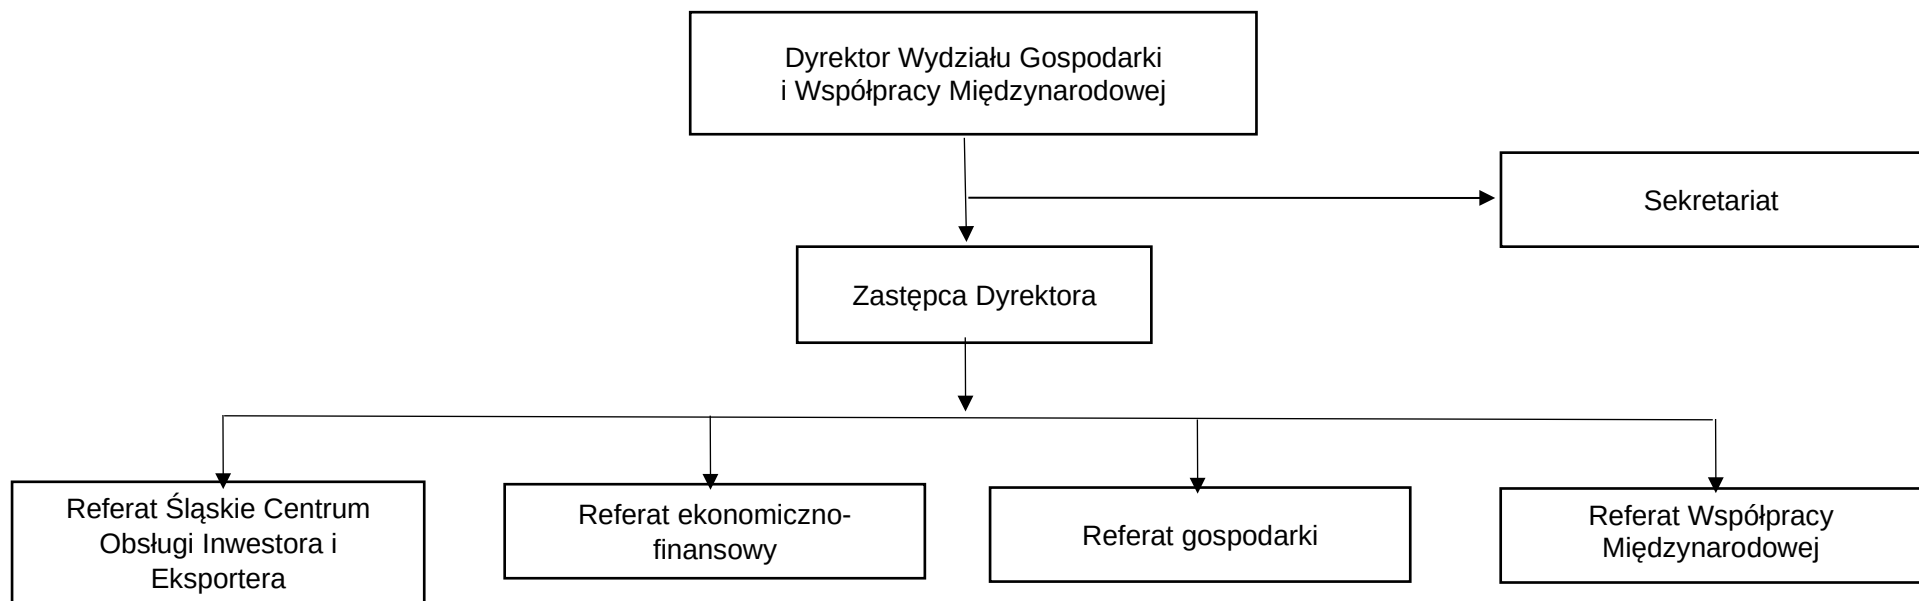 Dyrektor Wydziału Gospodarki
i Współpracy Międzynarodowej
Sekretariat
Zastępca Dyrektora
Referat Śląskie Centrum
Obsługi Inwestora i
Eksportera
Referat ekonomiczno-
finansowy
Referat gospodarki
Referat Współpracy
Międzynarodowej